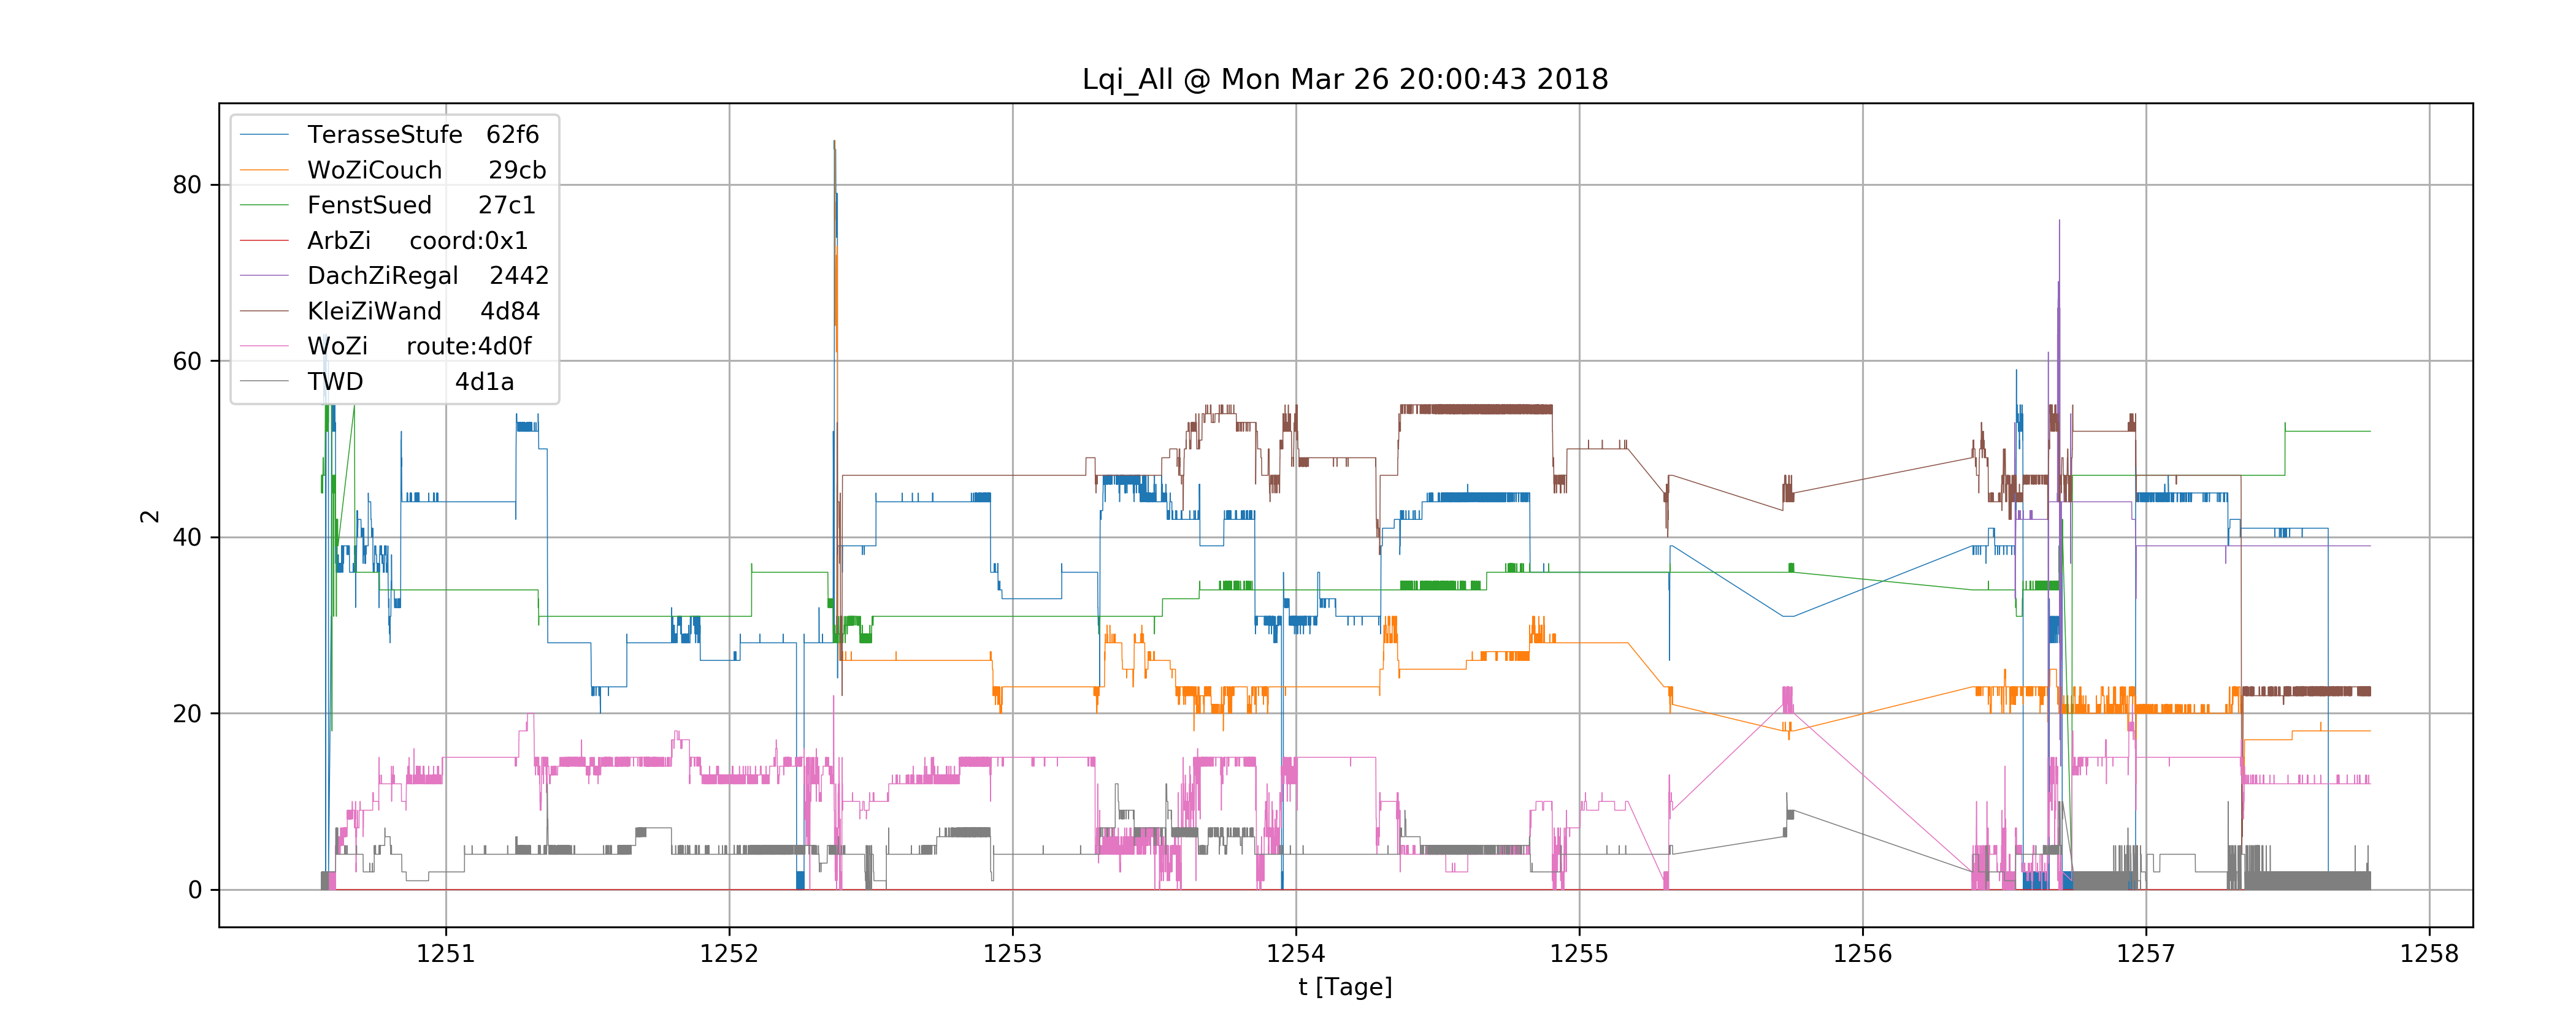 Lqi_All @ Mon Mar 26 20:00:43 2018
TerasseStufe 62f6
WoZiCouch 29cb
FenstSued 27c1
ArbZi coord:0x1
DachZiRegal 2442
KleiZiWand 4d84
WoZi route:4d0f
TWD 4d1a
80
60
40
20
0
2
1251 1252 1253 1254 1255 1256 1257 1258
t [Tage]